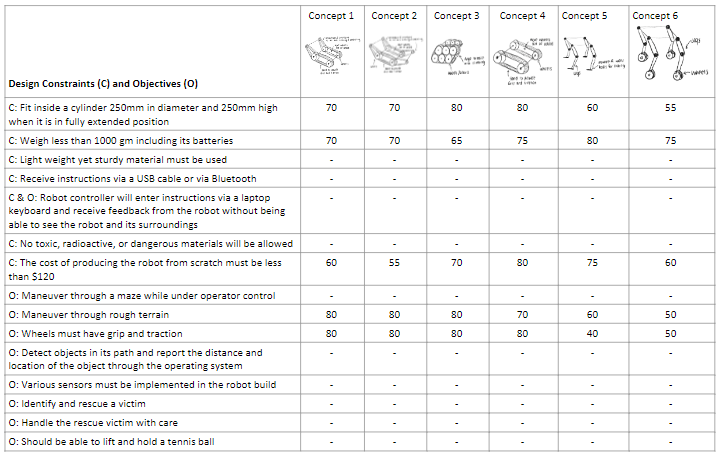 Concept 1 Concept 2 Concept 3 Concept 4 Concept 5 Concept 6
Design Constraints (C) and Objectives (O)
C: Fit inside a cylinder 250mm in diameter and 250mm high 70 70 80 80 60 55
when it is in fully extended position
C: Weigh less than 1000 gm including its batteries 70 70 65 75 80 75
C: Light weight yet sturdy material must be used - - - - - -
C: Receive instructions via a USB cable or via Bluetooth - - - - - -
C & O: Robot controller will enter instructions via a laptop - - - - - -
keyboard and receive feedback from the robot without being
able to see the robot and its surroundings
C: No toxic, radioactive, or dangerous materials will be allowed - - - - - -
C: The cost of producing the robot from scratch must be less 60 55 70 80 75 60
than $120
O: Maneuver through a maze while under operator control - - - - - -
O: Maneuver through rough terrain 80 80 80 70 60 50
O: Wheels must have grip and traction 80 80 80 80 40 50
O: Detect objects in its path and report the distance and - - - - - -
location of the object through the operating system
O: Various sensors must be implemented in the robot build - - - - - -
O: Identify and rescue a victim - - - - - -
O: Handle the rescue victim with care - - - - - -
O: Should be able to lift and hold a tennis ball - - - - - -